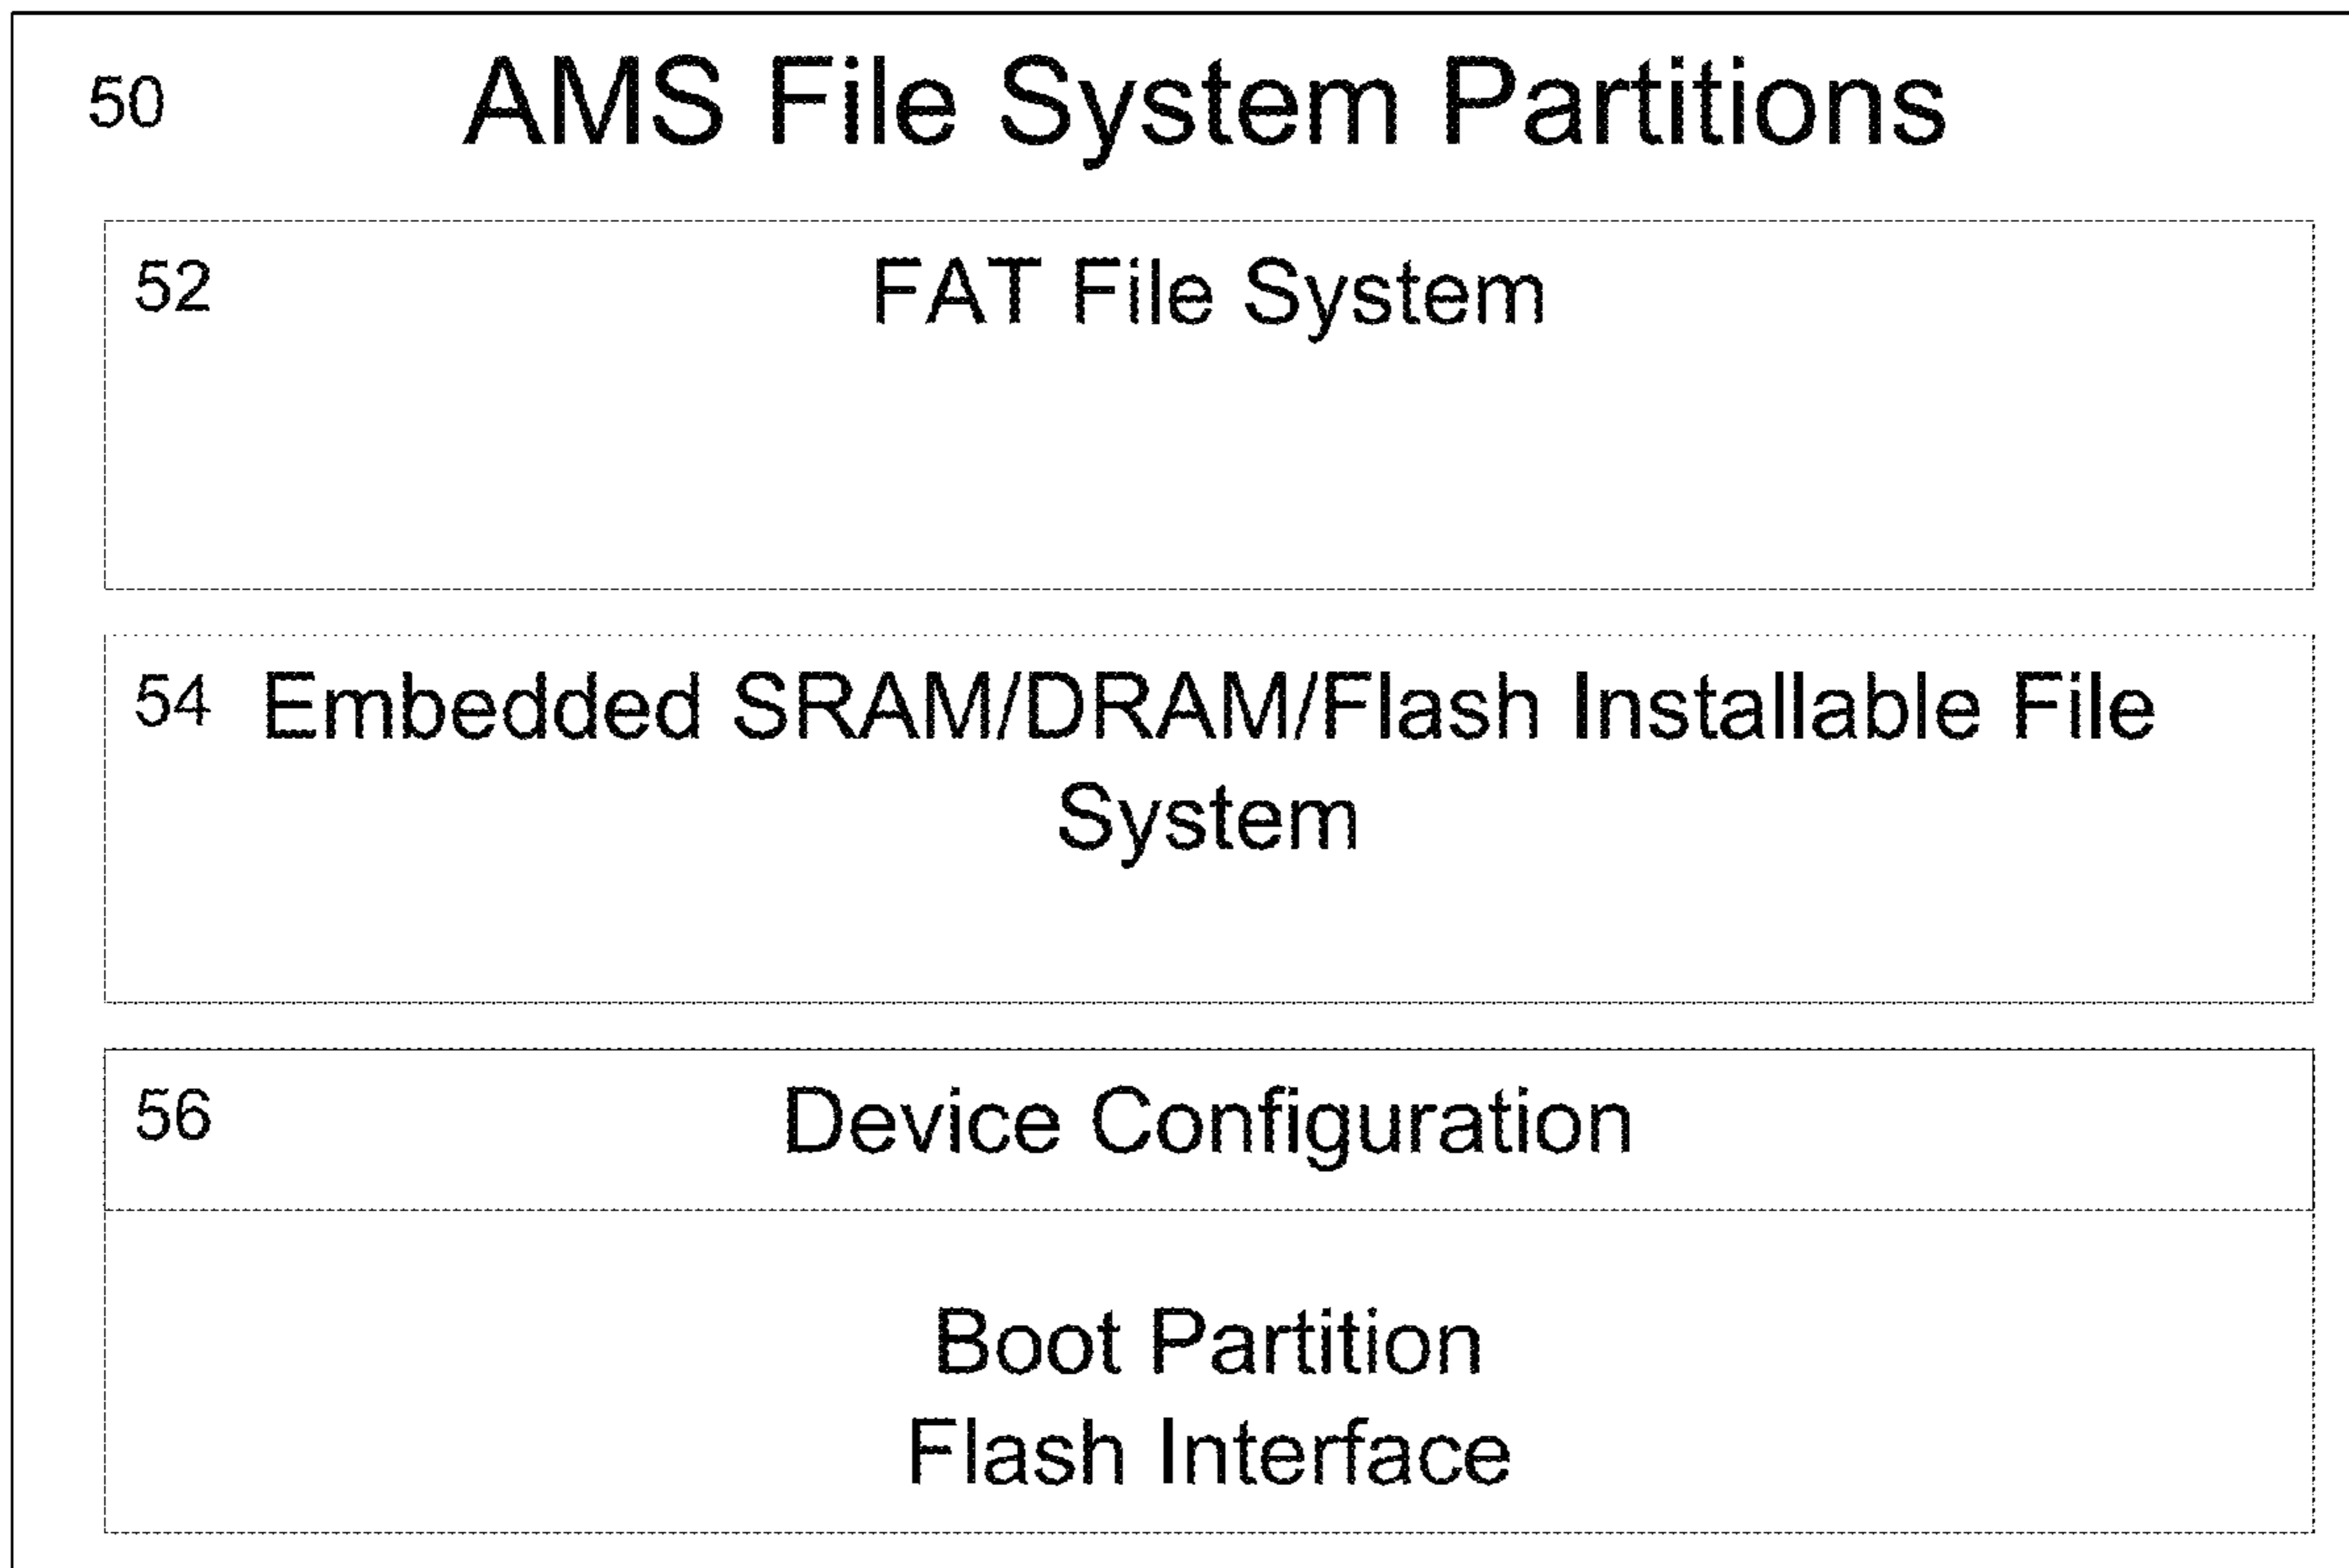 50 AMS File System Partitions
52 FAT File System
54 Embedded SRAM/DRAM/Flash Installable File
System
56 Device Configuration
Boot Partition
Flash Interface